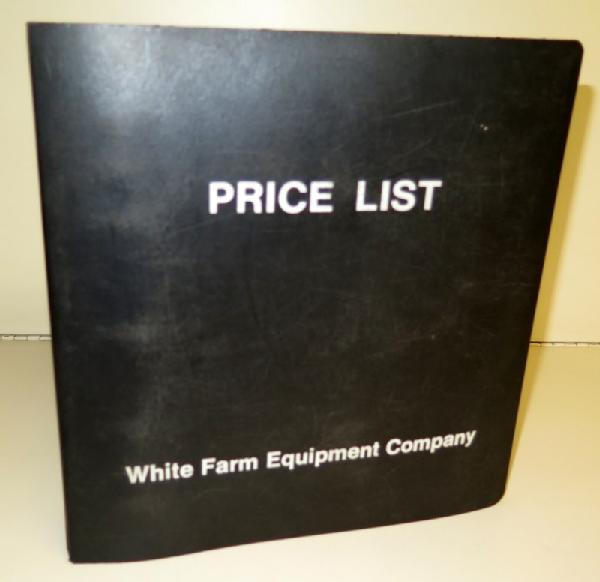 PRICE LIST
White Farm Equipment Company